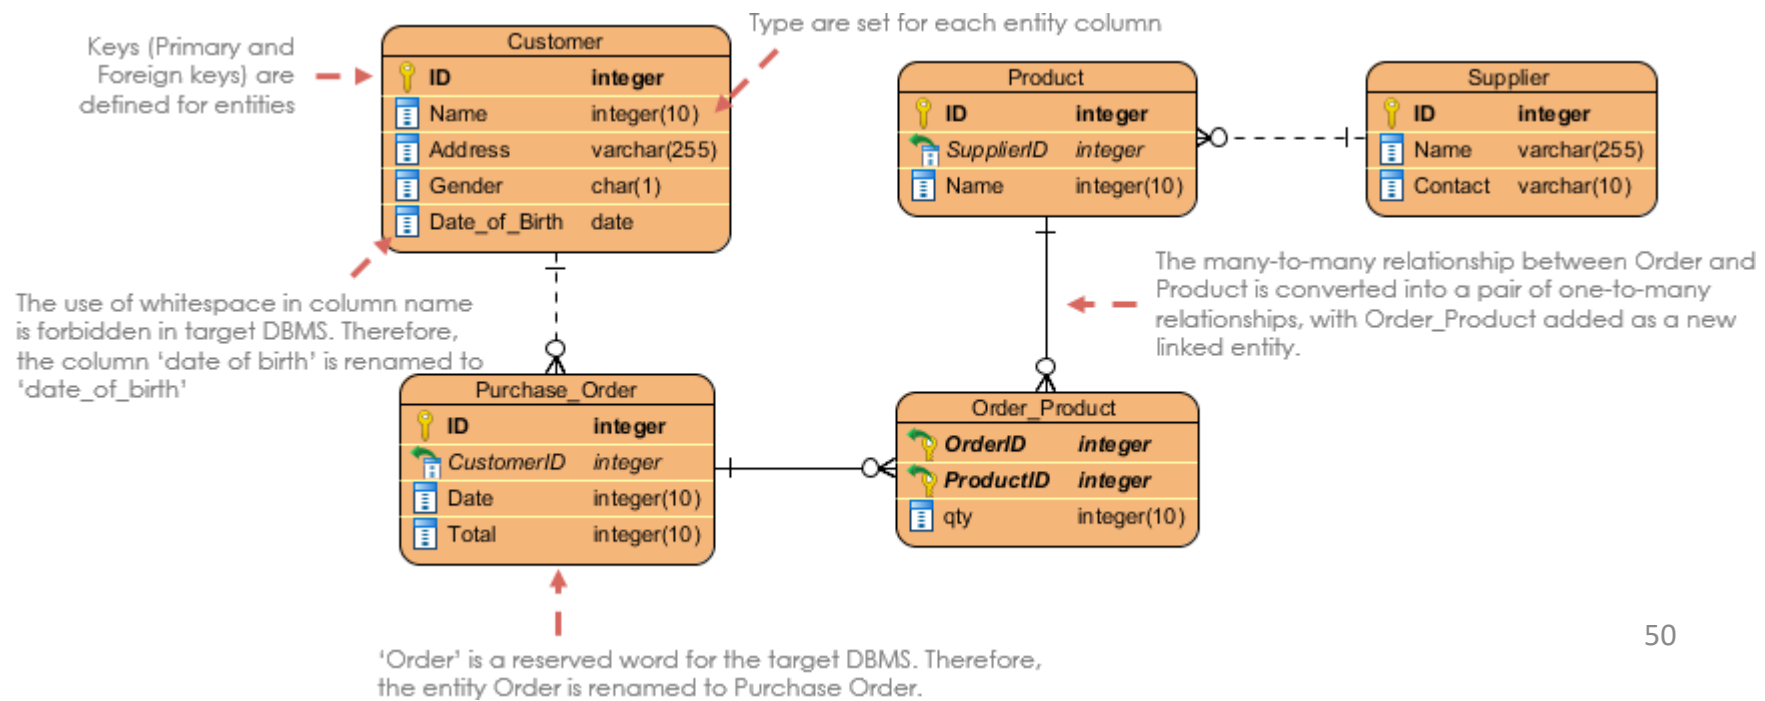 Keys (Primary and
Foreign keys) are
defined for entities
Type are set for each entity column
Customer
ID integer
Name integer(10)
Address varchar(255)
Gender char(1)
Date_of_Birth date
Product
ID integer
SupplierID integer
Name integer(10)
Supplier
ID integer
Name varchar(255)
Contact varchar(10)
The use of whitespace in column name
is forbidden in target DBMS. Therefore,
the column ‘date of birth’ is renamed to
‘date_of_birth’
The many-to-many relationship between Order and
Product is converted into a pair of one-to-many
relationships, with Order_Product added as a new
linked entity.
Purchase_Order
ID integer
CustomerID integer
Date integer(10)
Total integer(10)
Order_Product
OrderID integer
ProductID integer
qty integer(10)
‘Order’ is a reserved word for the target DBMS. Therefore,
the entity Order is renamed to Purchase Order.
50